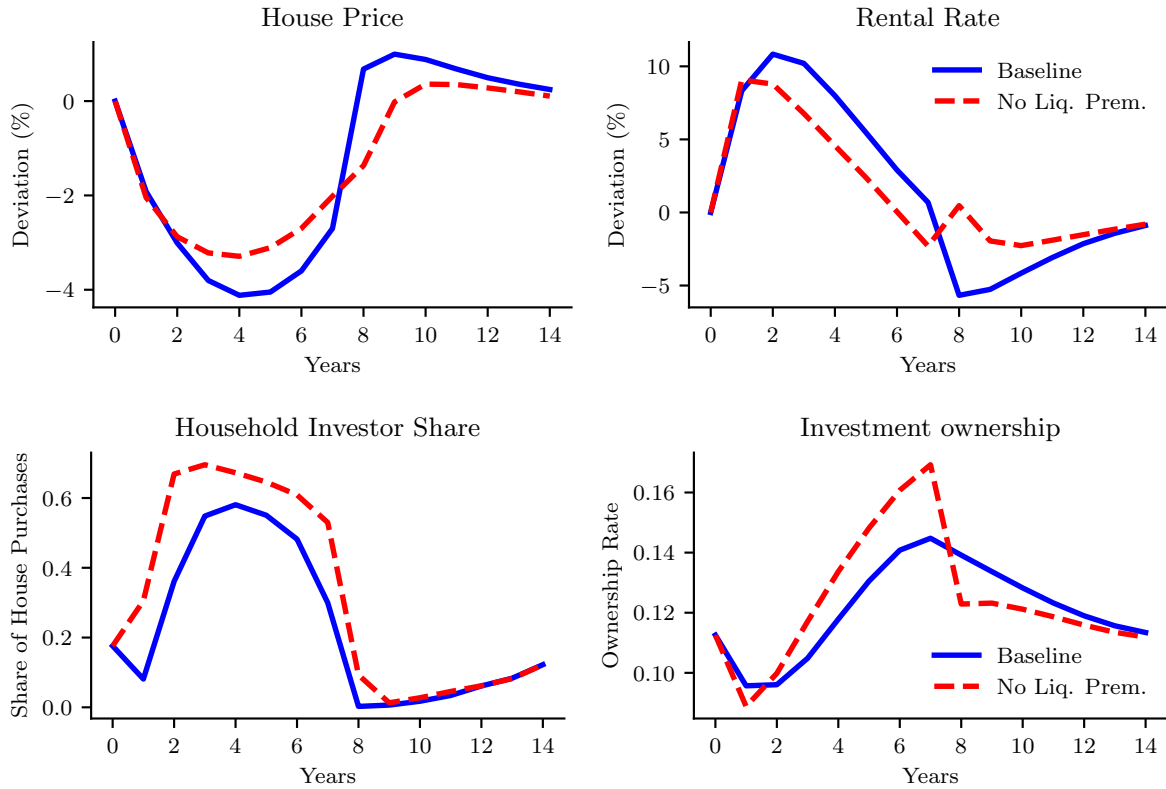 House Price
Deviation (%)
0
−2
−4
0 2 4 6 8 10 12 14
Years
Rental Rate
Deviation (%)
10
5
0
−5
Baseline
No Liq. Prem.
0 2 4 6 8 10 12 14
Years
Household Investor Share
Share of House Purchases
0.6
0.4
0.2
0.0
0 2 4 6 8 10 12 14
Years
Investment ownership
Ownership Rate
0.16
0.14
0.12
0.10
Baseline
No Liq. Prem.
0 2 4 6 8 10 12 14
Years